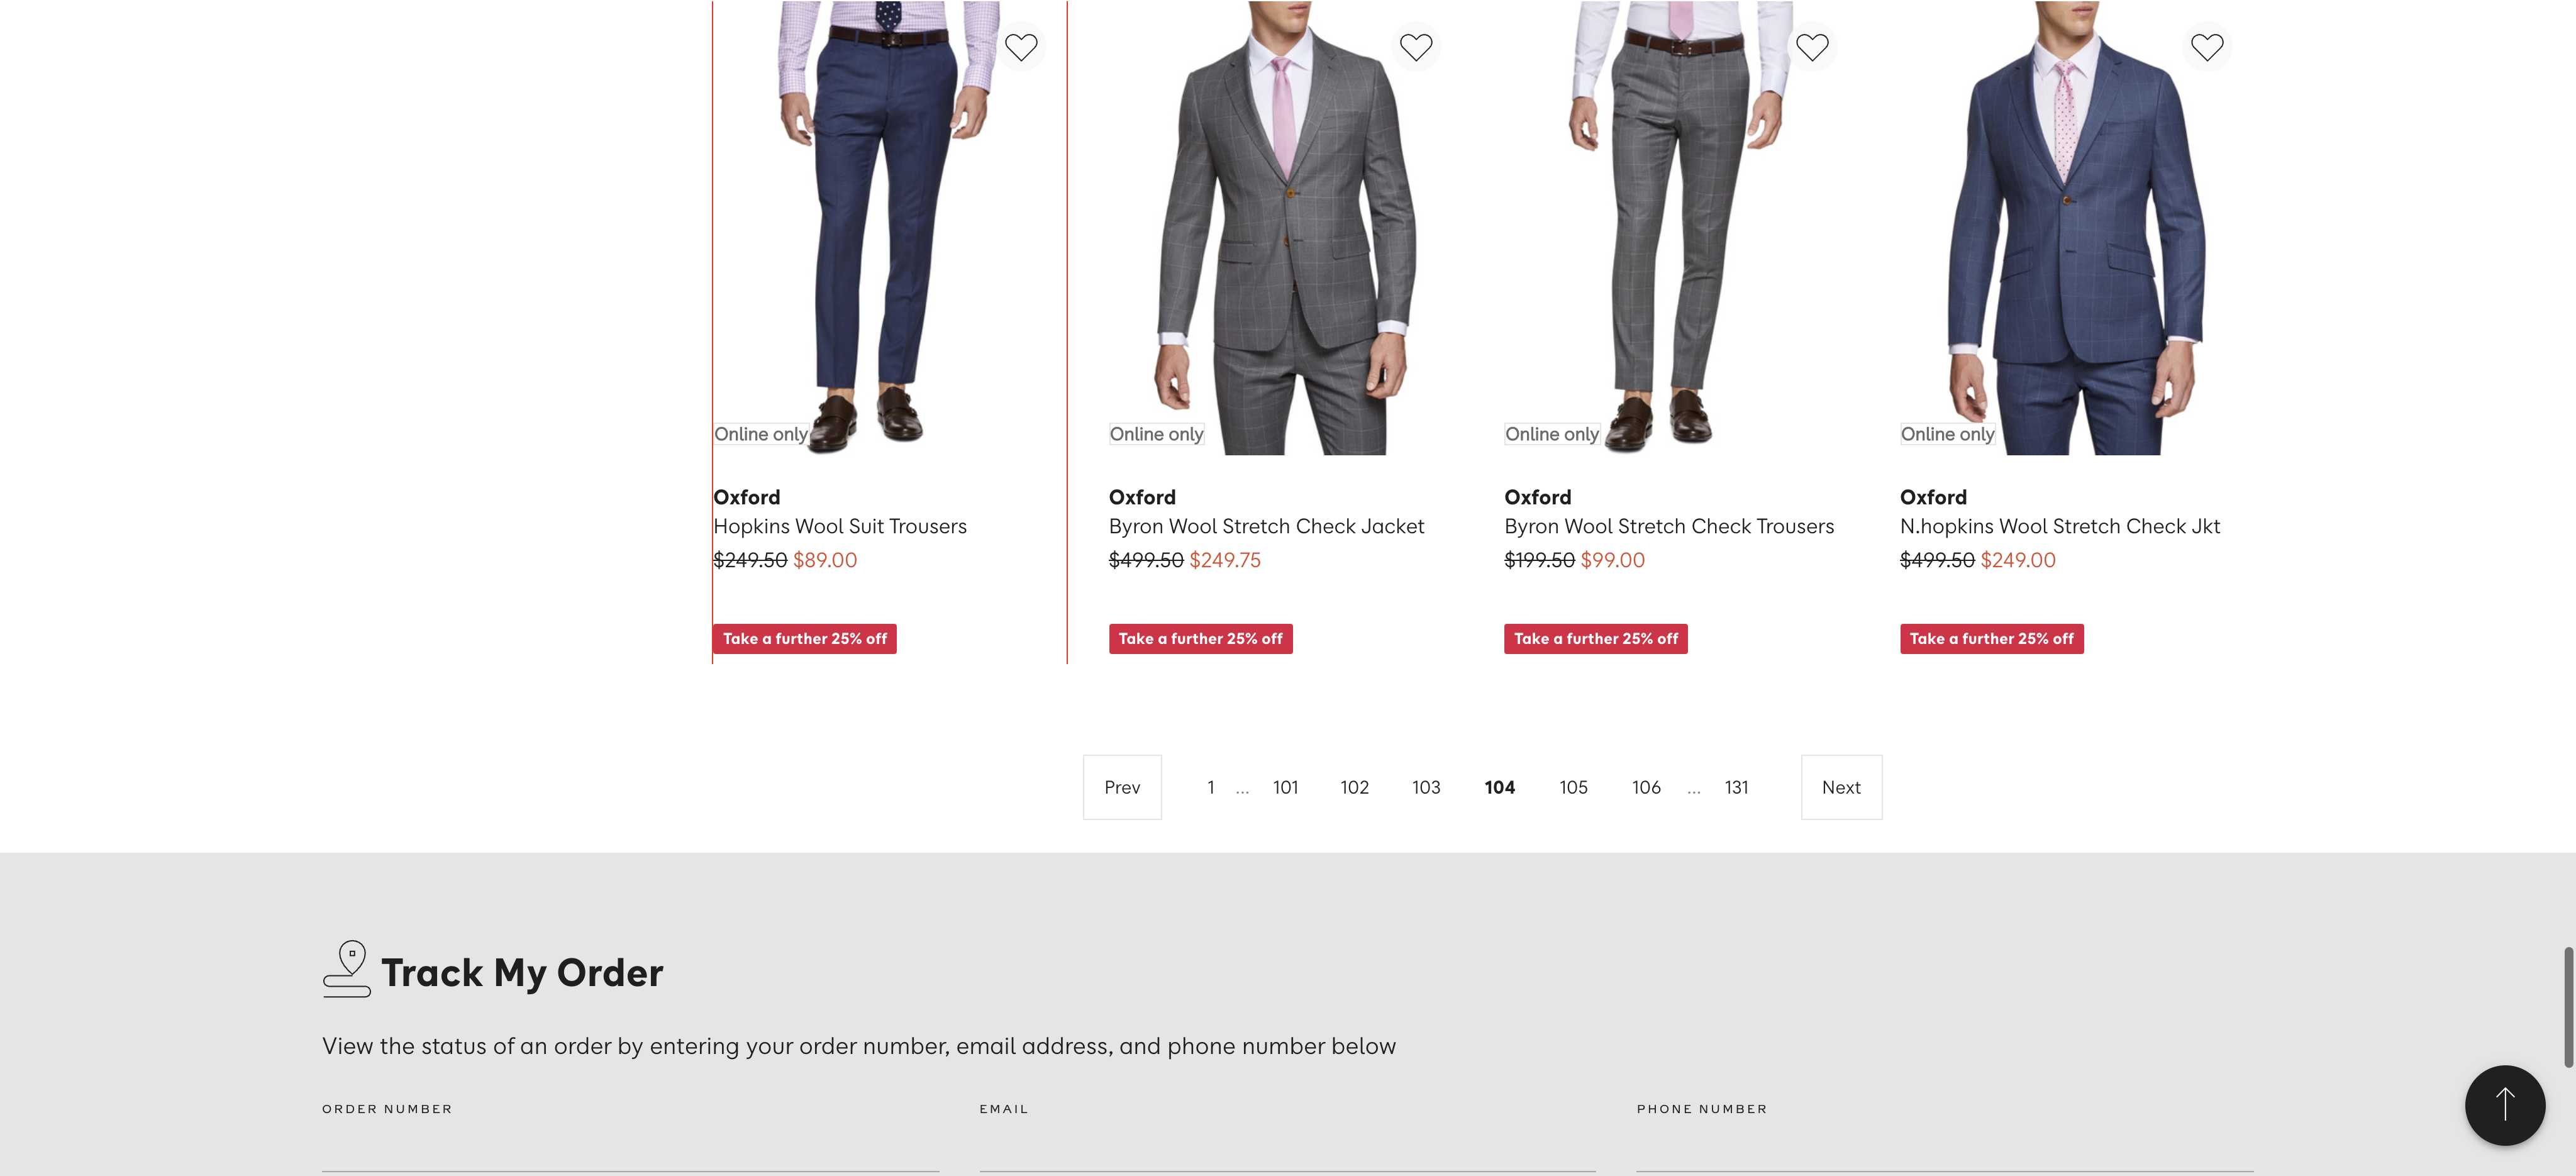 Online only
Oxford
Hopkins Wool Suit Trousers
$249.50 $89.00
Take a further 25% off
Online only
Oxford
Byron Wool Stretch Check Jacket
$499.50 $249.75
Take a further 25% off
Online only
Oxford
Byron Wool Stretch Check Trousers
$199.50 $99.00
Take a further 25% off
Online only
Oxford
N.hopkins Wool Stretch Check Jkt
$499.50 $249.00
Take a further 25% off
Prev 1 ... 101 102 103 104 105 106 ... 131 Next
Track My Order
View the status of an order by entering your order number, email address, and phone number below
ORDER NUMBER EMAIL PHONE NUMBER